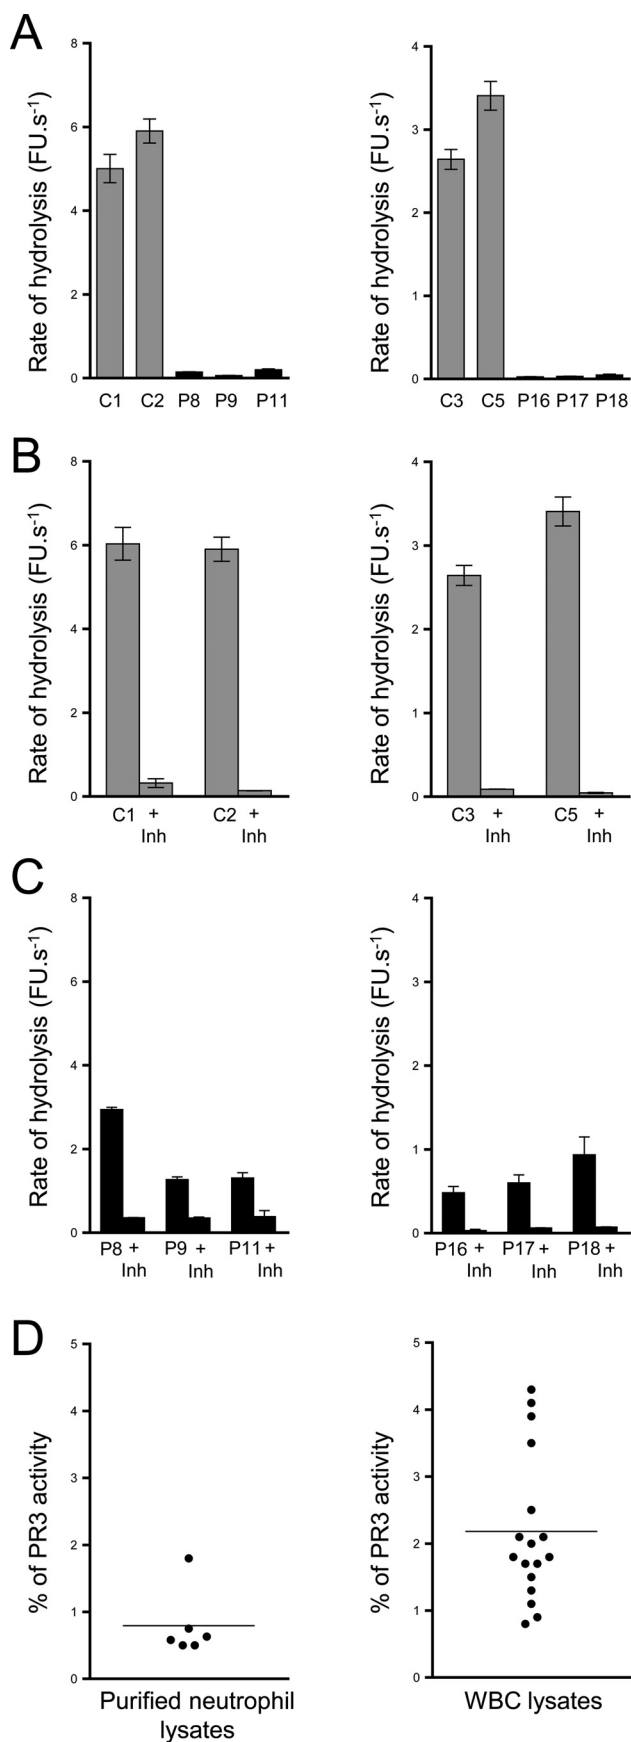 A
Rate of hydrolysis (FU.s-1)
8
6
4
2
0
C1 C2 P8 P9 P11
Rate of hydrolysis (FU.s-1)
4
3
2
1
0
C3 C5 P16 P17 P18
B
Rate of hydrolysis (FU.s-1)
8
6
4
2
0
C1 + C2 +
Inh Inh
Rate of hydrolysis (FU.s-1)
4
3
2
1
0
C3 + C5 +
Inh Inh
C
Rate of hydrolysis (FU.s-1)
8
6
4
2
0
P8 + P9 + P11 +
Inh Inh Inh
Rate of hydrolysis (FU.s-1)
4
3
2
1
0
P16 + P17 + P18 +
Inh Inh Inh
D
% of PR3 activity
5
4
3
2
1
0
Purified neutrophil
lysates
% of PR3 activity
5
4
3
2
1
0
WBC lysates